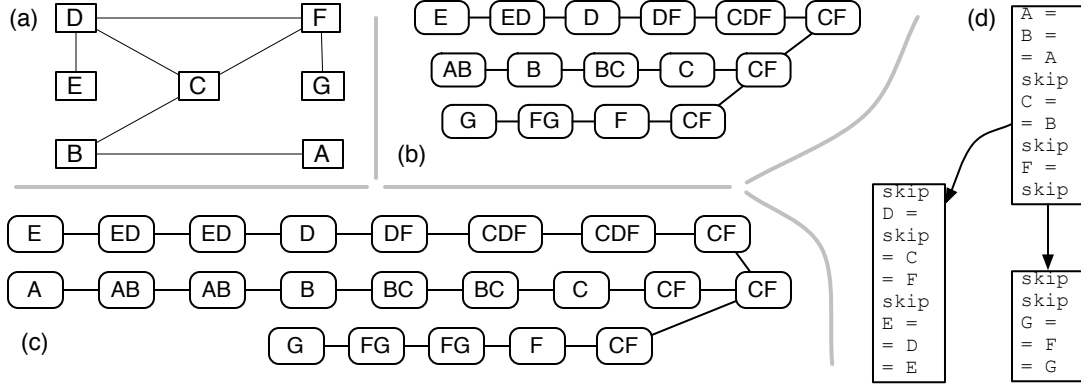 (a)
D F
E C G
B A
E ED D DF CDF CF
AB B BC C CF
G FG F CF
(b)
E ED ED D DF CDF CDF CF
A AB AB B BC BC C CF CF
G FG FG F CF
(c)
(d)
A =
B =
= A
skip
C =
= B
skip
F =
skip
skip
D =
skip
= C
= F
skip
E =
= D
= E
skip
skip
G =
= F
= G